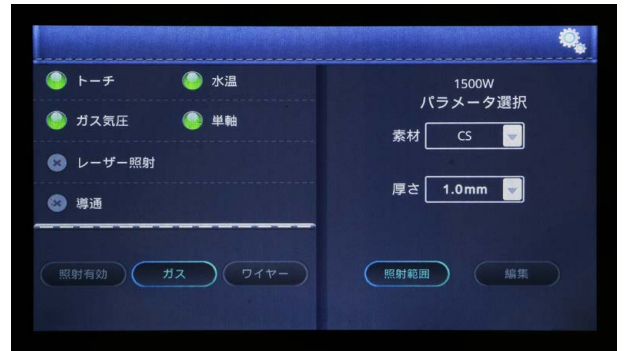 トーチ
水温
ガス気圧
単軸
レーザー照射
導通
照射有効
ガス
ワイヤー
1500W
パラメータ選択
素材
CS
厚さ
1.0mm
照射範囲
編集